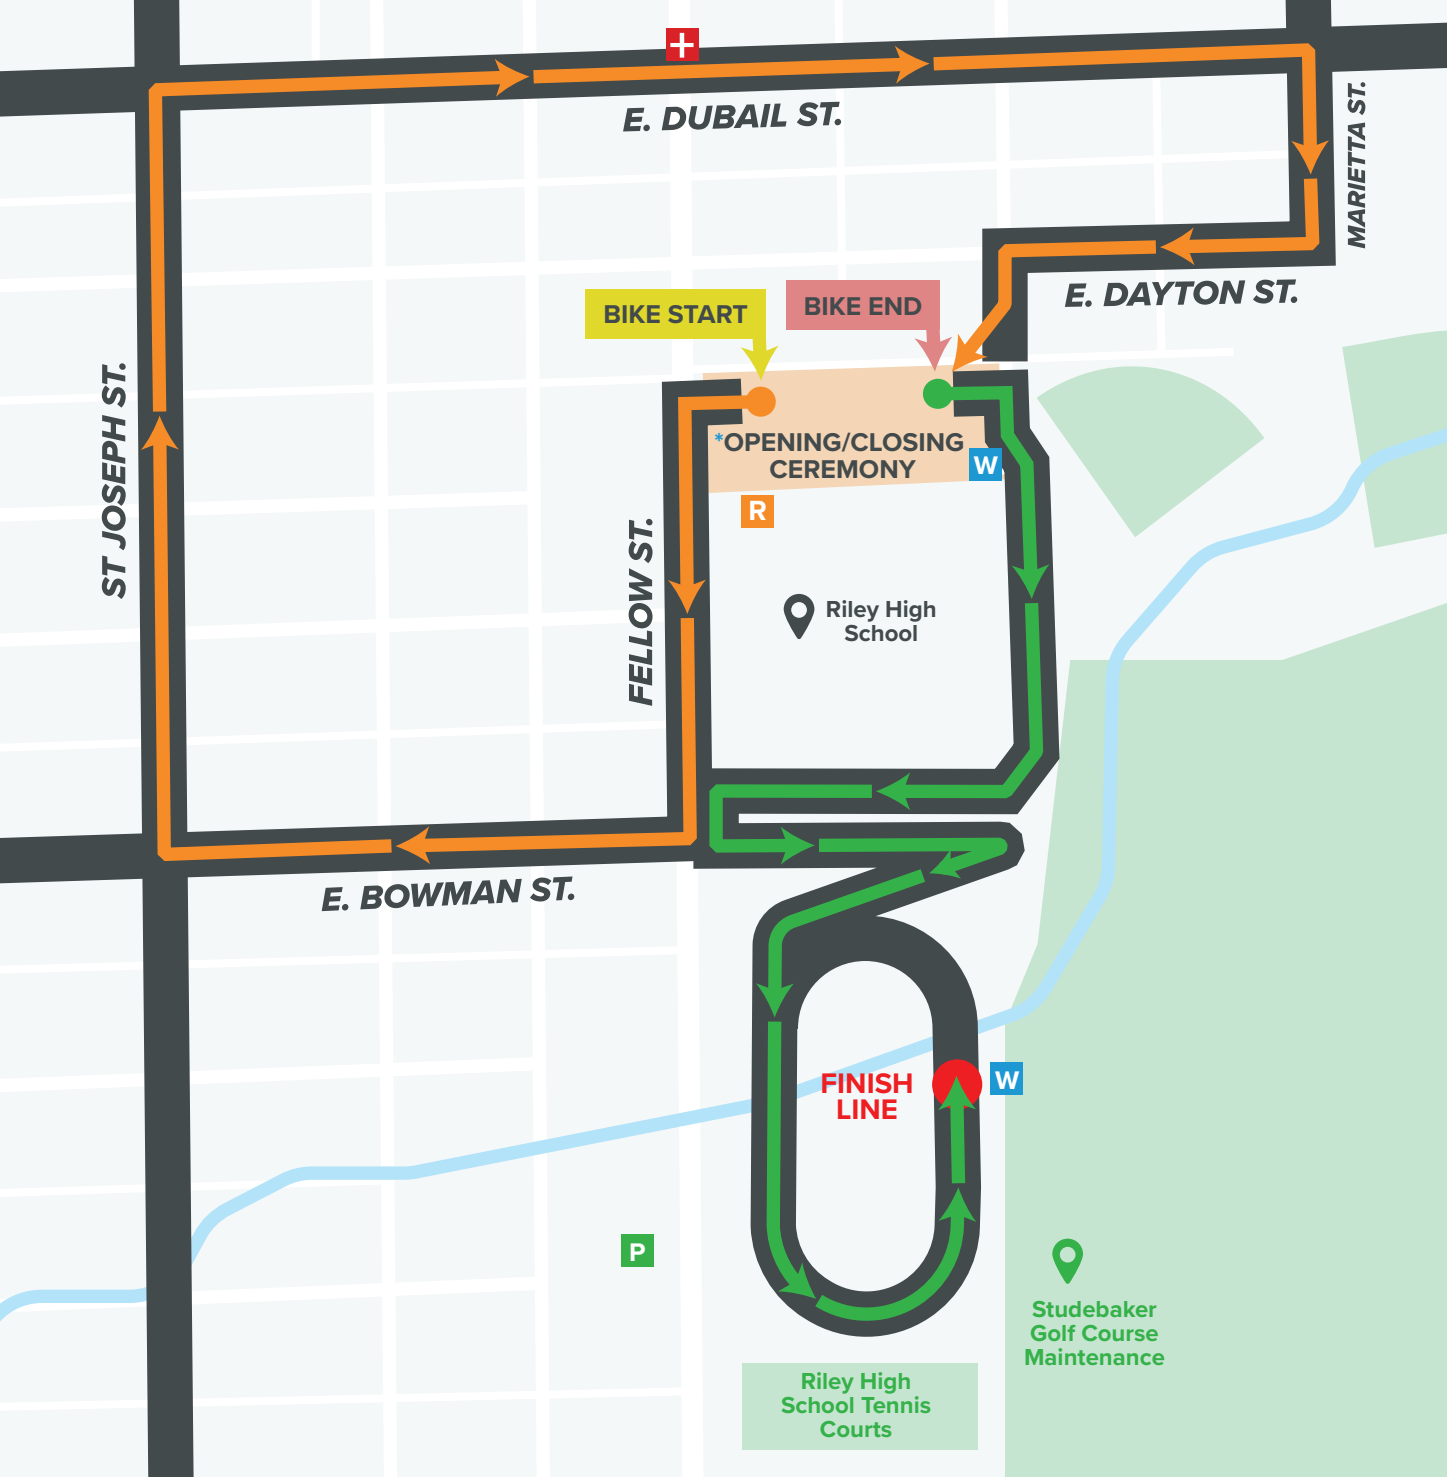 E. DUBAIL ST.
MARIETTA ST.
E. DAYTON ST.
BIKE START
BIKE END
ST JOSEPH ST.
*OPENING/CLOSING
CEREMONY
W
R
FELLOW ST.
Riley High
School
E. BOWMAN ST.
FINISH
LINE
W
P
Studebaker
Golf Course
Maintenance
Riley High
School Tennis
Courts